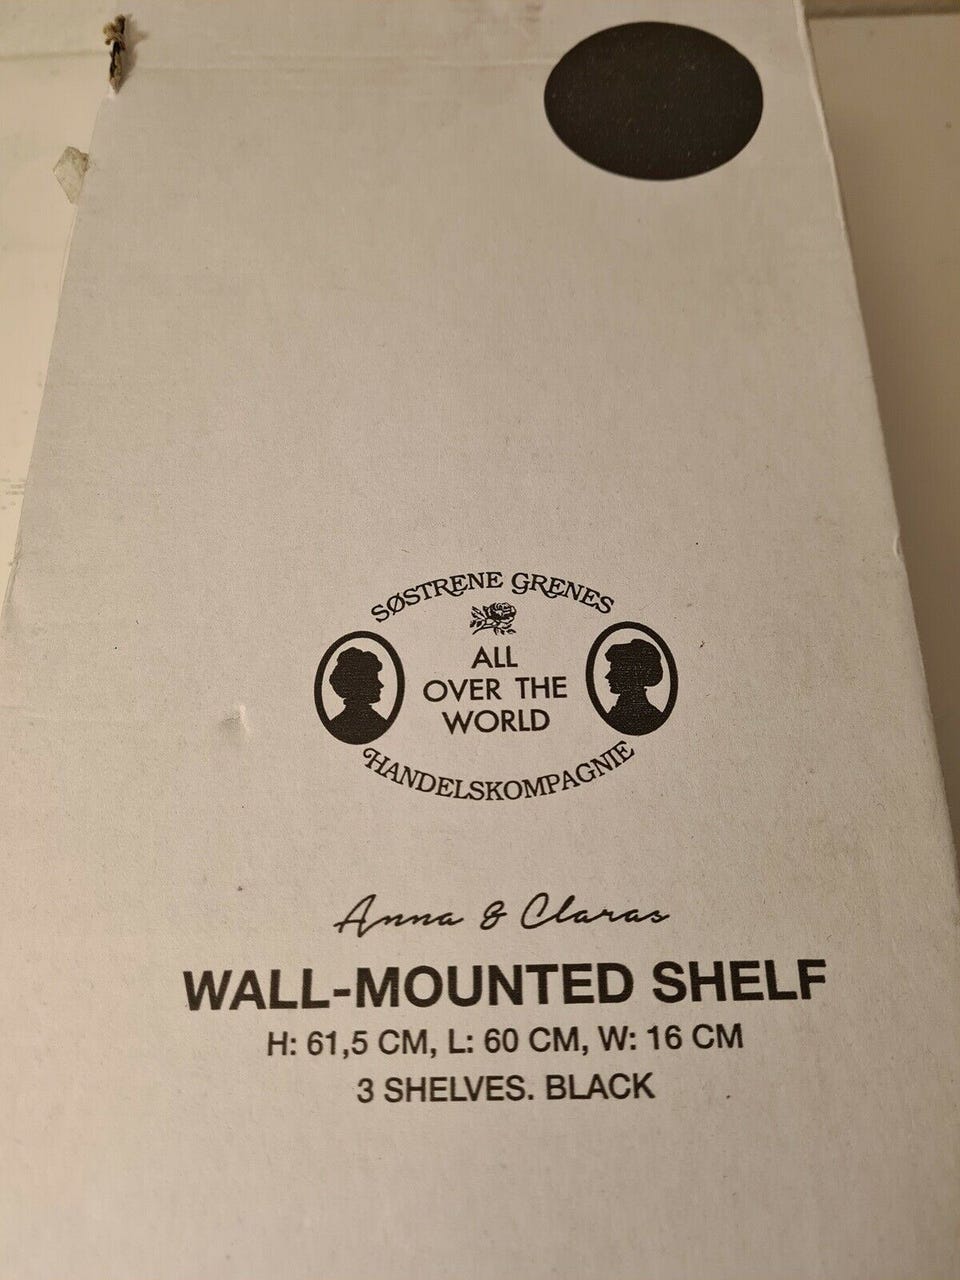 SØSTRENE GRENES
ALL
OVER THE
WORLD
HANDELSKOMPAGNIE
Anna & Claras
WALL-MOUNTED SHELF
H: 61,5 CM, L: 60 CM, W: 16 CM
3 SHELVES. BLACK